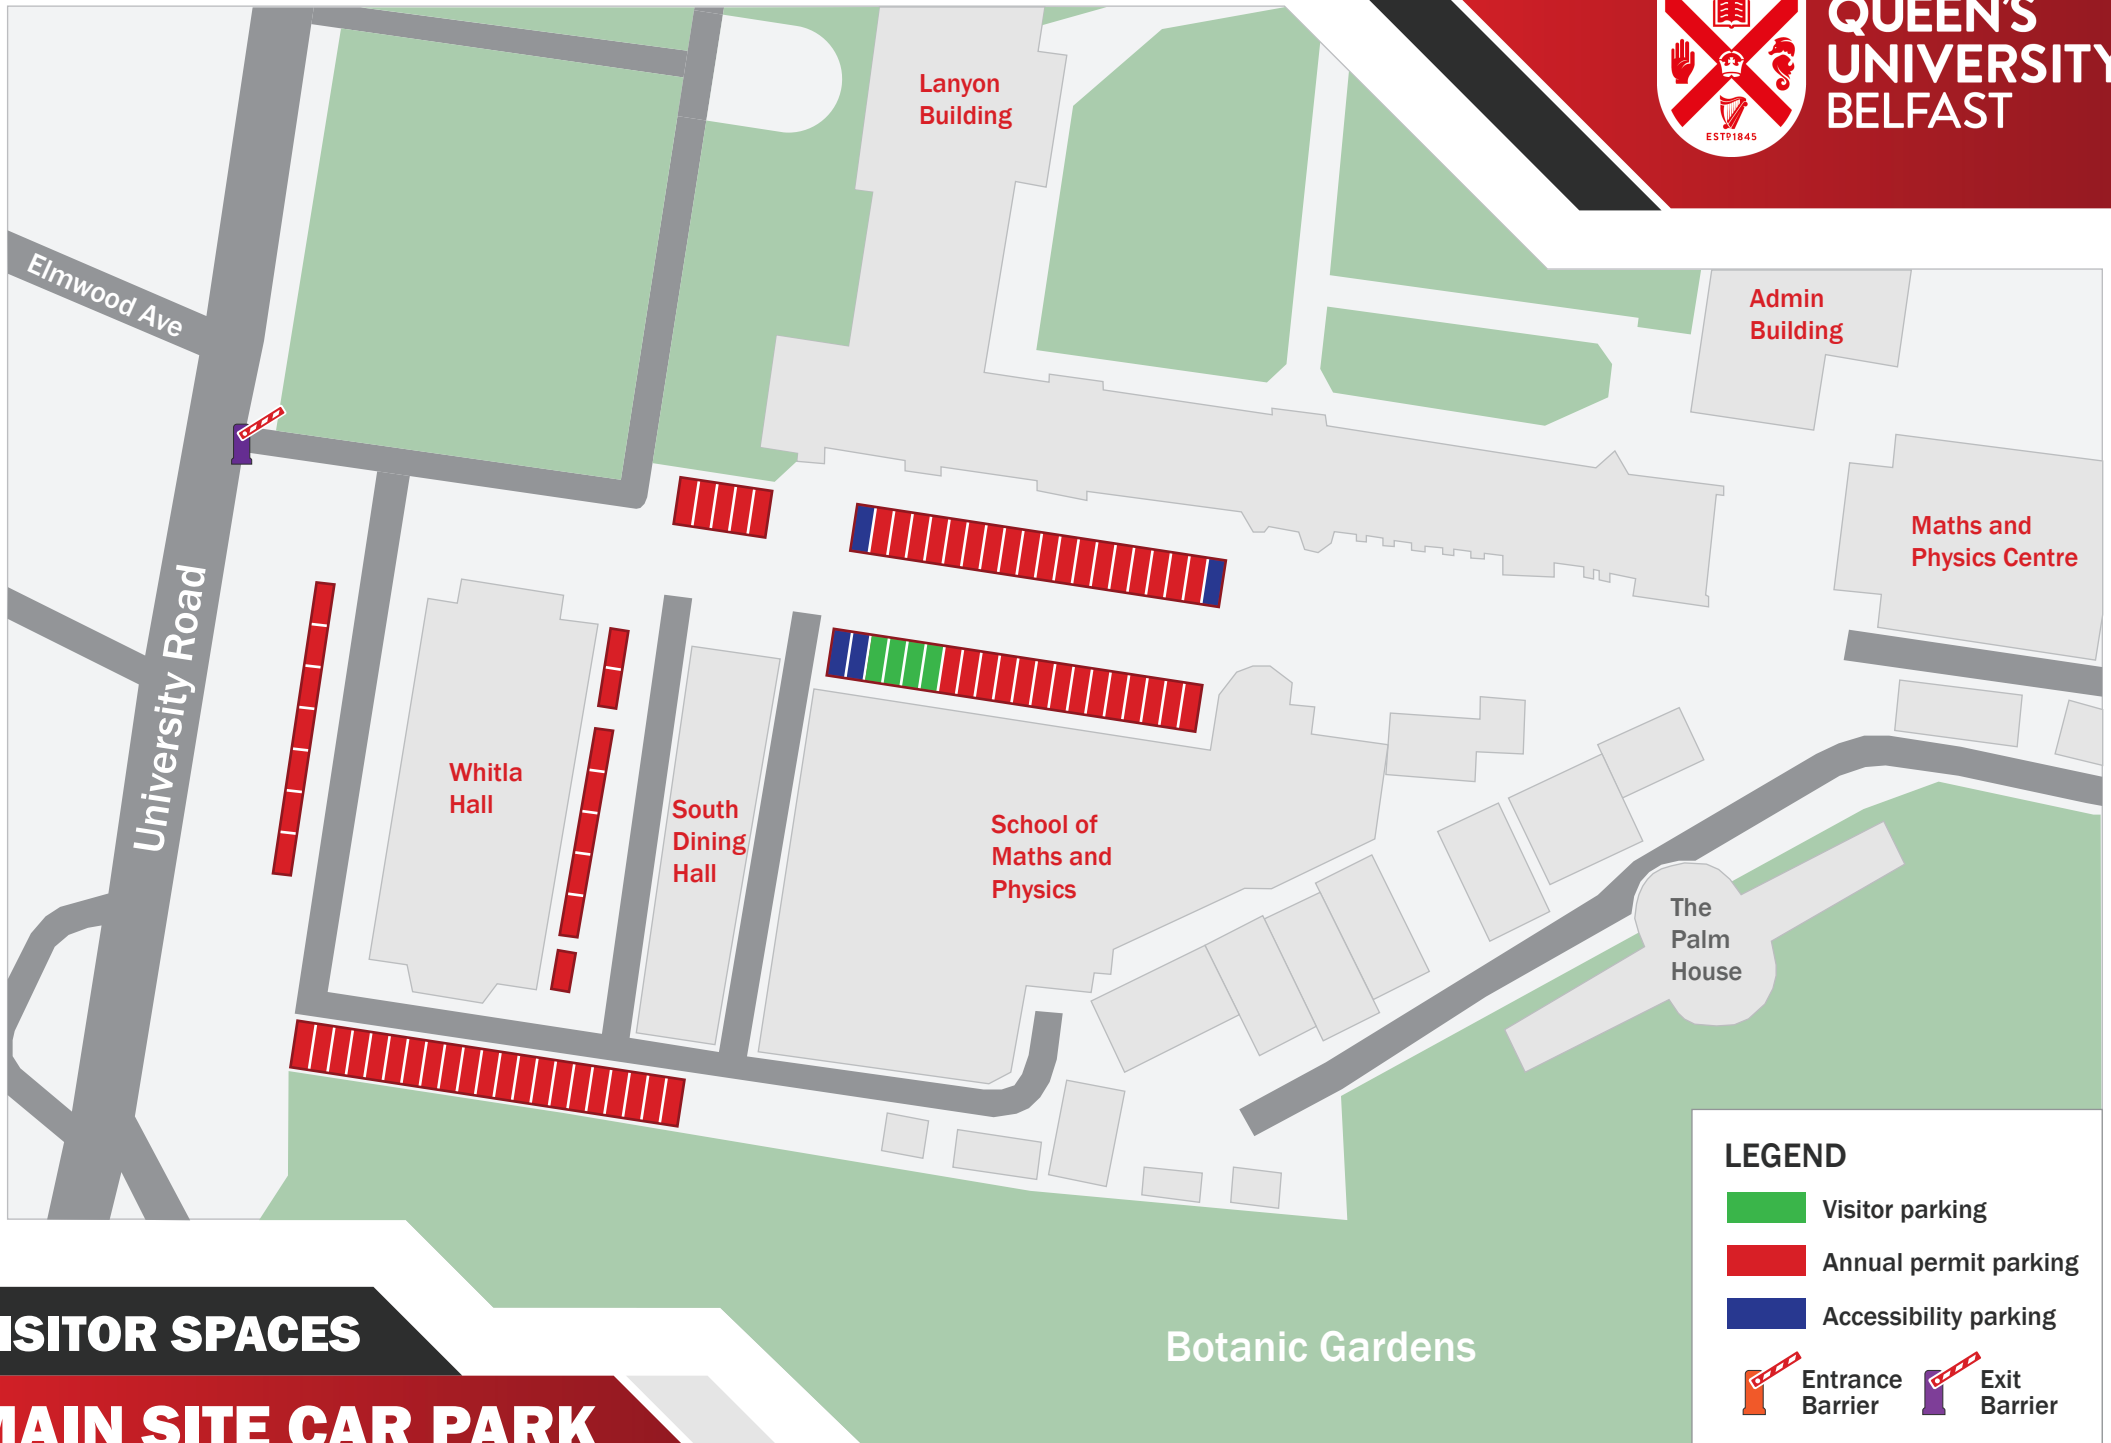 QUEEN'S
UNIVERSITY
BELFAST
ESTD1845
Lanyon
Building
Elmwood Ave
Admin
Building
Maths and
Physics Centre
University Road
Whitla
Hall
South
Dining
Hall
School of
Maths and
Physics
The
Palm
House
LEGEND
Visitor parking
Annual permit parking
Accessibility parking
Entrance
Barrier
Exit
Barrier
Botanic Gardens
ISITOR SPACES
MAIN SITE CAR PARK